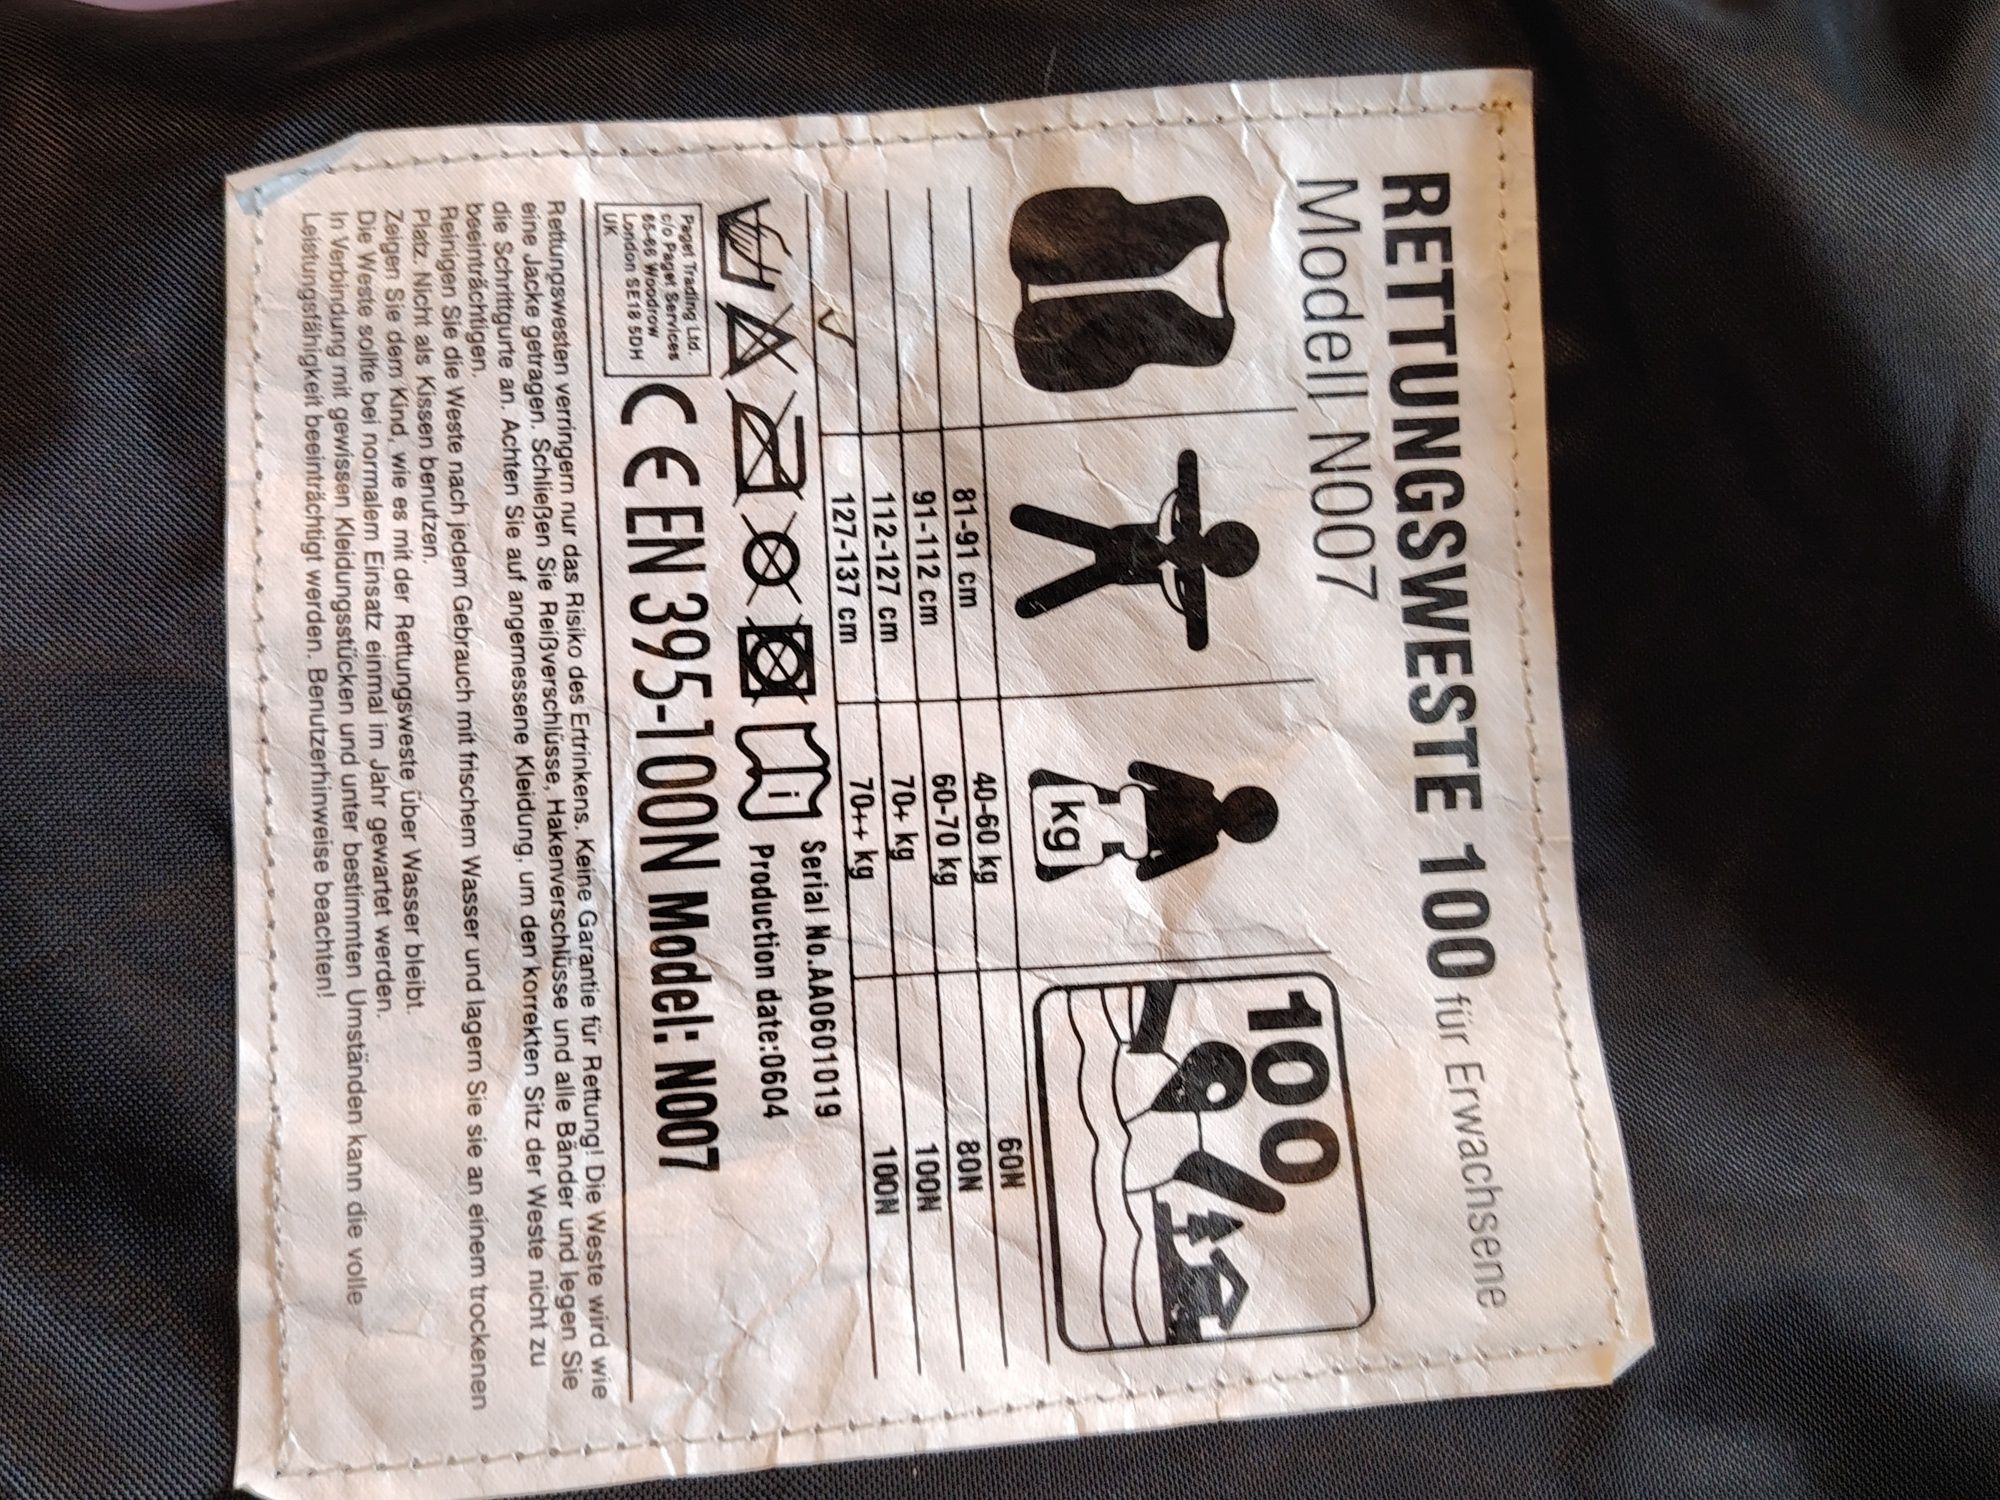 RETTUNGSWESTE 100 für Erwachsene
Modell N007
100
kg
81-91 cm 40-60 kg 60N
91-112 cm 60-70 kg 80N
112-127 cm 70+ kg 100N
127-137 cm 70++ kg 100N
i
Serial No.AA0601019
Production date:0604
Paget Trading Ltd.
c/o Paget Services
65-66 Woodrow
London SE18 5DH
UK
CE EN 395-100N Model: N007
Rettungswesten verringern nur das Risiko des Ertrinkens. Keine Garantie für Rettung! Die Weste wird wie
eine Jacke getragen. Schließen Sie Reißverschlüsse, Hakenverschlüsse und alle Bänder und legen Sie
die Schrittgurte an. Achten Sie auf angemessene Kleidung, um den korrekten Sitz der Weste nicht zu
beeinträchtigen.
Reinigen Sie die Weste nach jedem Gebrauch mit frischem Wasser und lagern Sie sie an einem trockenen
Platz. Nicht als Kissen benutzen.
Zeigen Sie dem Kind, wie es mit der Rettungsweste über Wasser bleibt.
Die Weste sollte bei normalem Einsatz einmal im Jahr gewartet werden.
In Verbindung mit gewissen Kleidungsstücken und unter bestimmten Umständen kann die volle
Leistungsfähigkeit beeinträchtigt werden. Benutzerhinweise beachten!